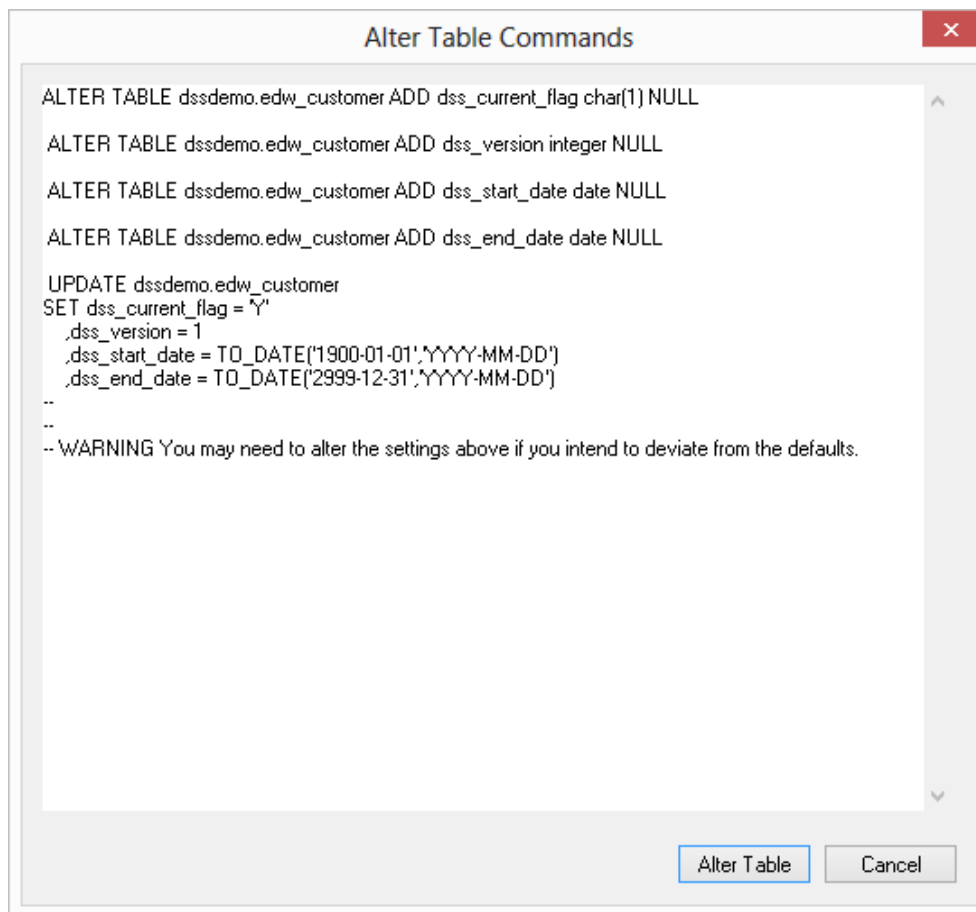 Alter Table Commands
ALTER TABLE dssdemo.edw_customer ADD dss_current_flag char(1) NULL
ALTER TABLE dssdemo.edw_customer ADD dss_version integer NULL
ALTER TABLE dssdemo.edw_customer ADD dss_start_date date NULL
ALTER TABLE dssdemo.edw_customer ADD dss_end_date date NULL
UPDATE dssdemo.edw_customer
SET dss_current_flag = 'Y'
,dss_version = 1
,dss_start_date = TO_DATE('1900-01-01','YYYY-MM-DD')
,dss_end_date = TO_DATE('2999-12-31','YYYY-MM-DD')
--
--
-- WARNING You may need to alter the settings above if you intend to deviate from the defaults.
Alter Table
Cancel